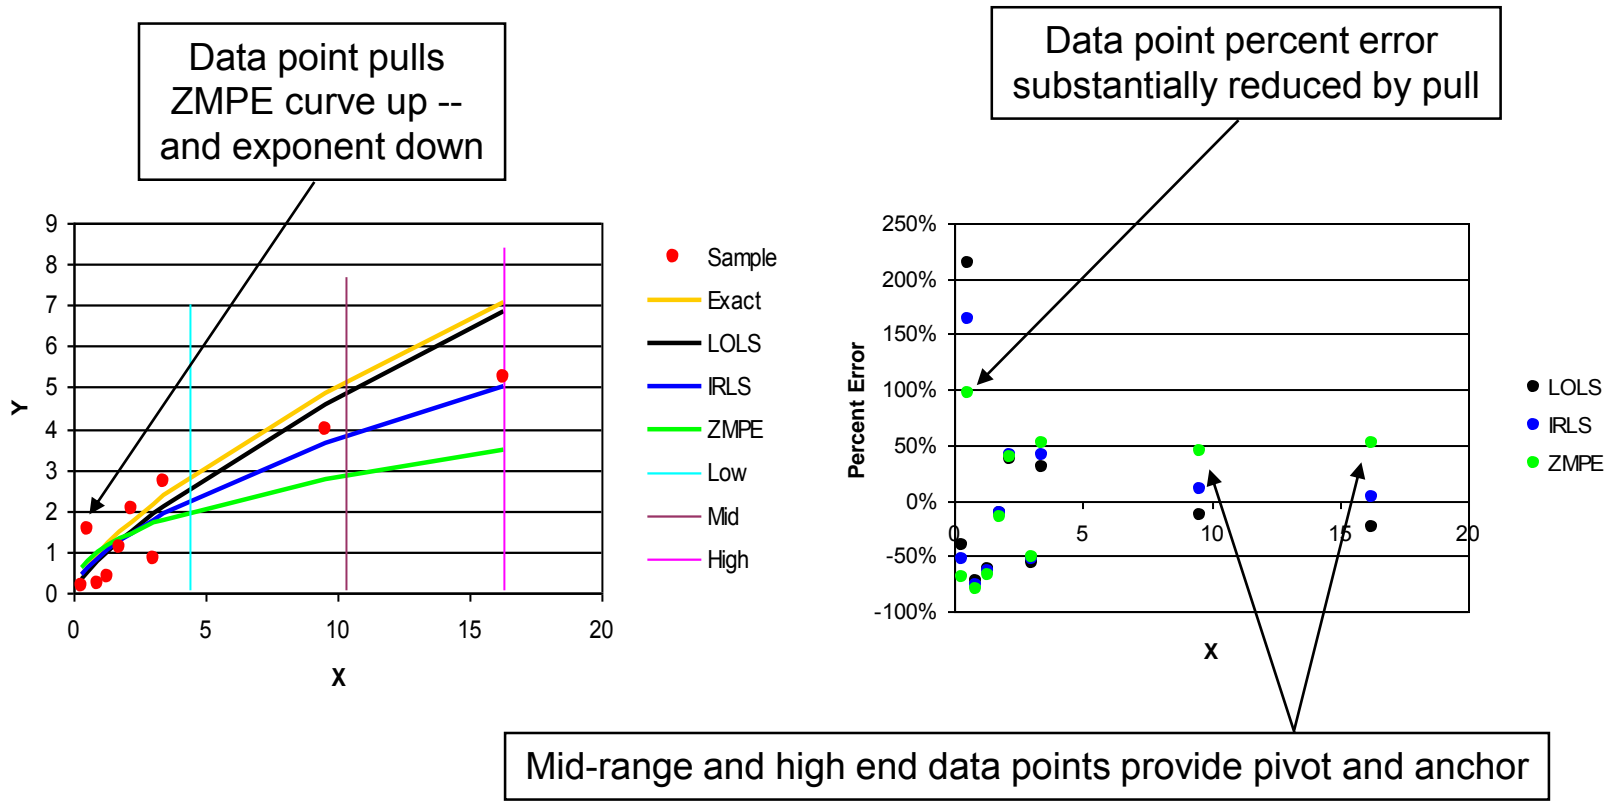 Data point pulls
ZMPE curve up --
and exponent down
Data point percent error
substantially reduced by pull
9
8
7
6
5
4
3
2
1
0
Y
0
5
10
15
20
X
Sample
Exact
LOLS
IRLS
ZMPE
Low
Mid
High
250%
200%
150%
100%
50%
0%
-50%
-100%
Percent Error
0
5
10
15
20
X
LOLS
IRLS
ZMPE
Mid-range and high end data points provide pivot and anchor